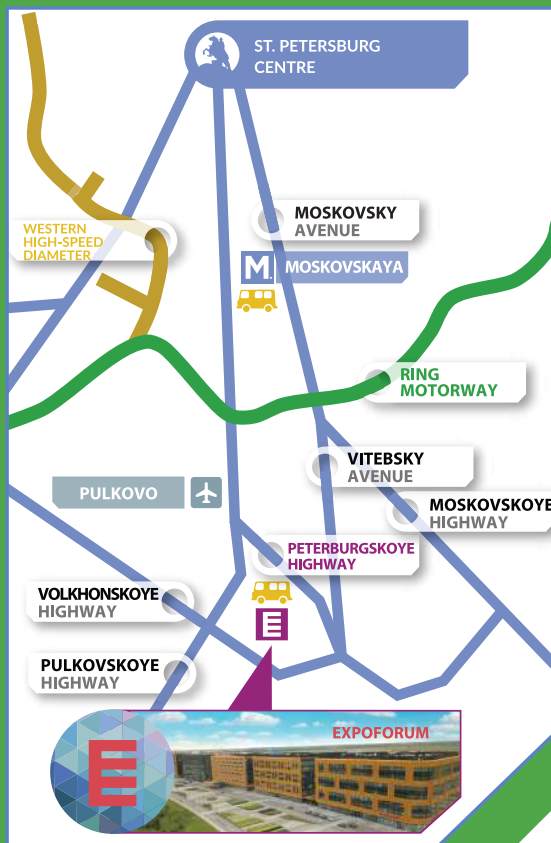 ST. PETERSBURG
CENTRE
MOSKOVSKY
AVENUE
WESTERN
HIGH-SPEED
DIAMETER
M
MOSKOVSKAYA
RING
MOTORWAY
VITEBSKY
AVENUE
PULKOVO
MOSKOVSKOYE
HIGHWAY
PETERBURGSKOYE
HIGHWAY
VOLKHONSKOYE
HIGHWAY
E
PULKOVSKOYE
HIGHWAY
EXPOFORUM
E